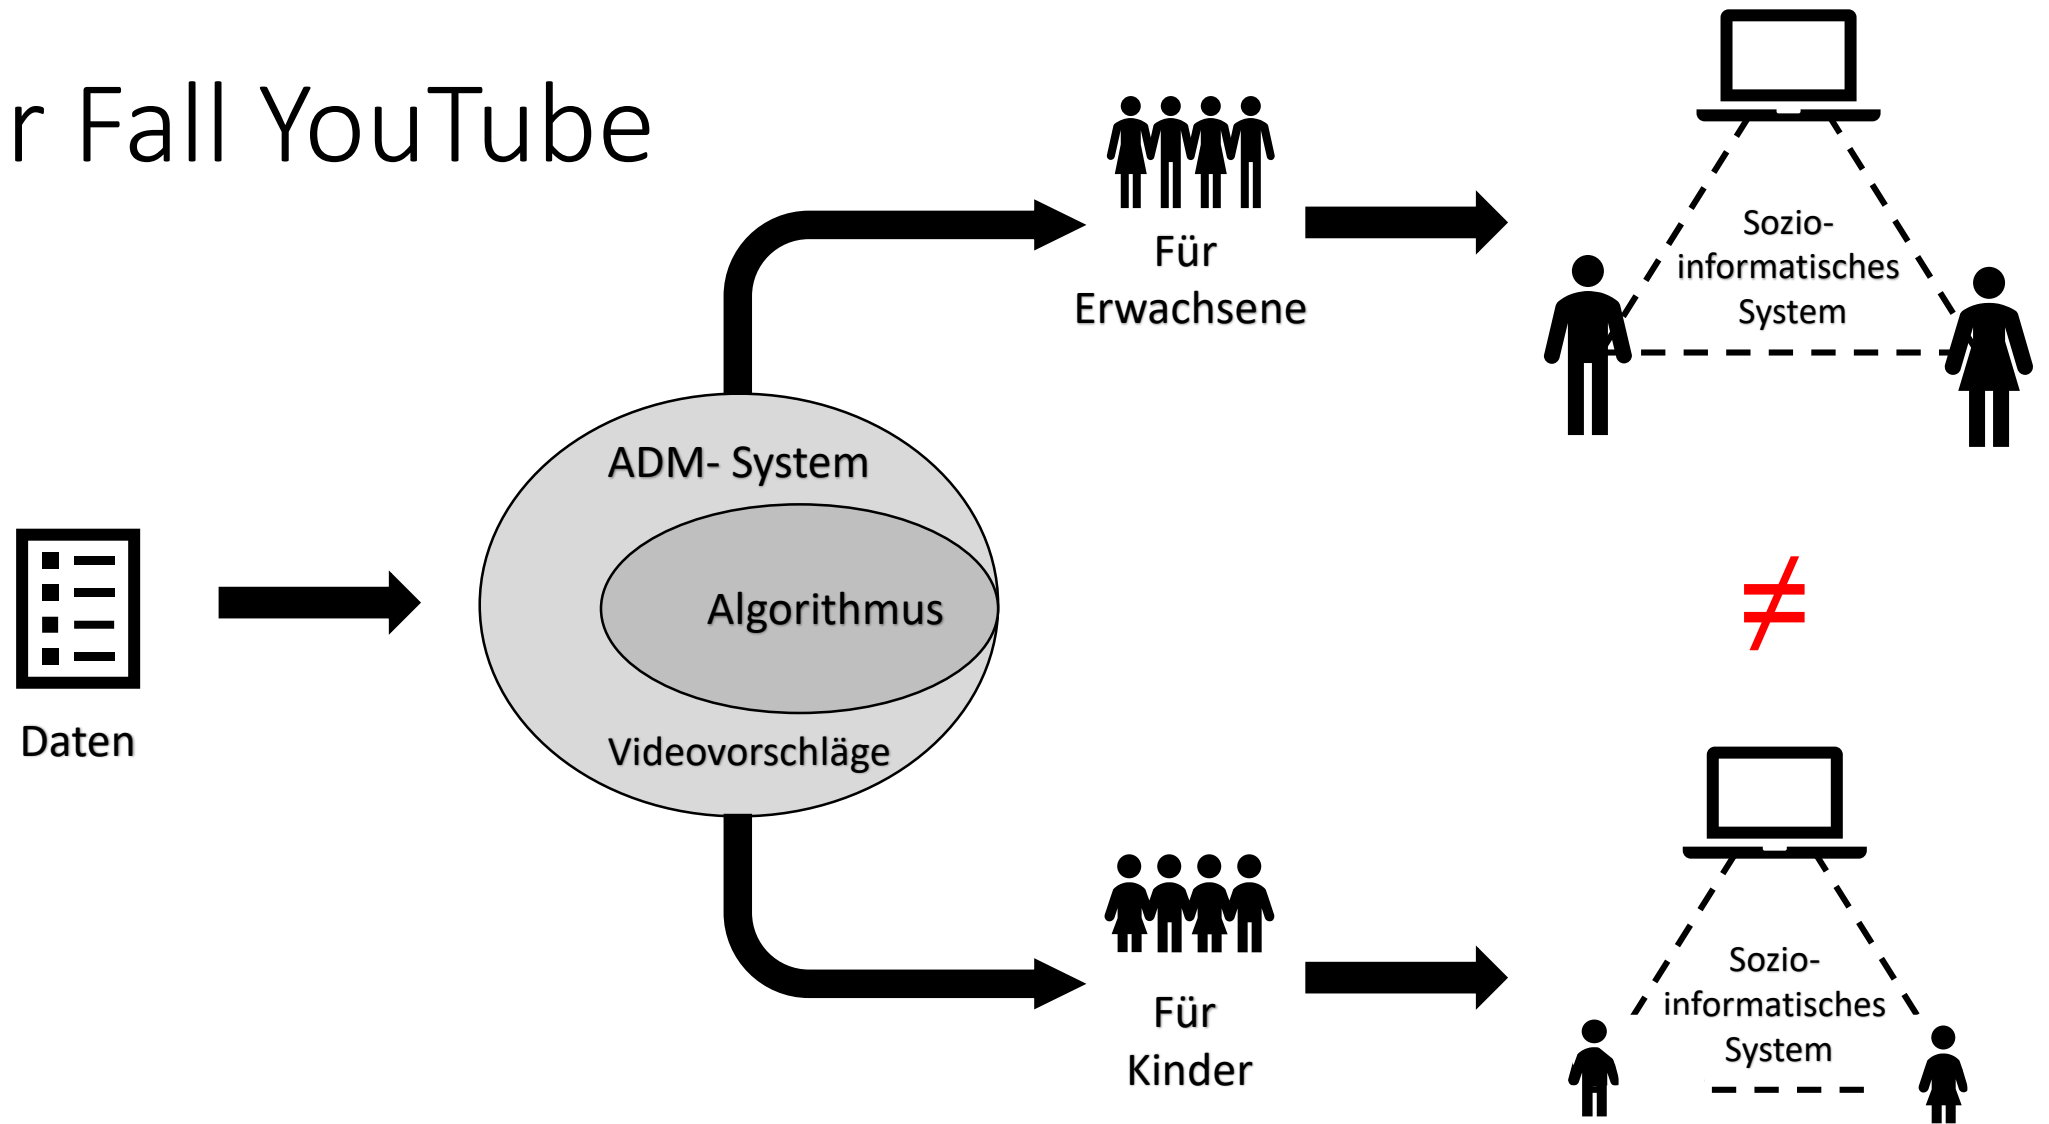 r Fall YouTube
Für
Erwachsene
Sozio-
informatisches
System
ADM- System
Algorithmus
Videovorschläge
Daten
≠
Für
Kinder
Sozio-
informatisches
System